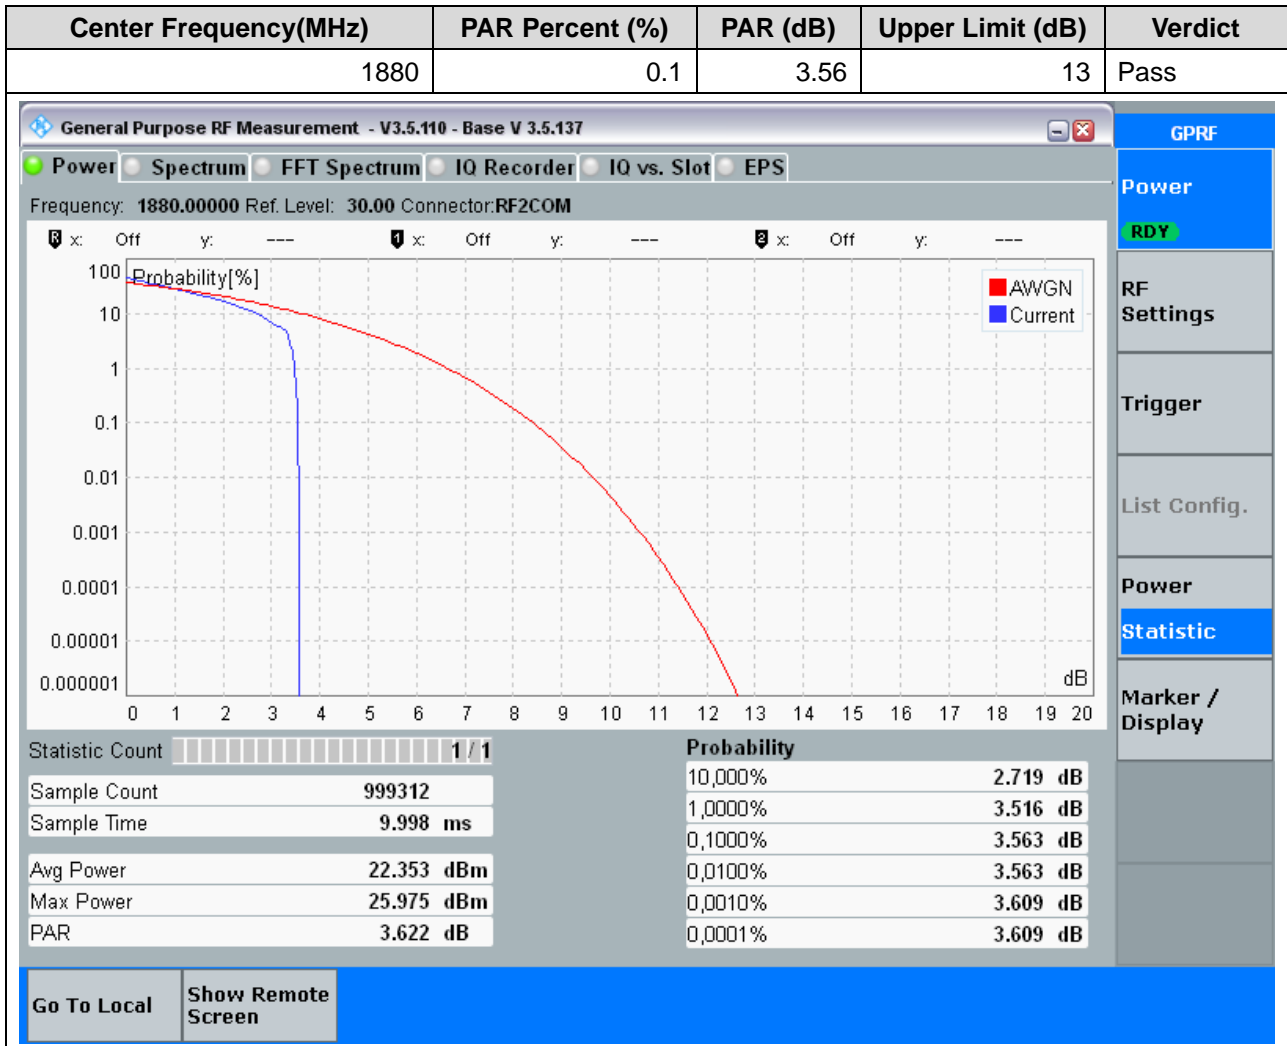 Center Frequency(MHz) PAR Percent (%) PAR (dB) Upper Limit (dB) Verdict
1880 0.1 3.56 13 Pass
General Purpose RF Measurement - V3.5.110 - Base V 3.5.137
GPRF
Power Spectrum FFT Spectrum IQ Recorder IQ vs. Slot EPS
Frequency: 1880.00000 Ref. Level: 30.00 Connector:RF2COM
R x: Off y: --- 1 x: Off y: --- 2 x: Off y: ---
Probability[%]
AWGN
Current
100
10
1
0.1
0.01
0.001
0.0001
0.00001
0.000001
dB
0 1 2 3 4 5 6 7 8 9 10 11 12 13 14 15 16 17 18 19 20
Statistic Count 1 / 1
Sample Count 999312
Sample Time 9.998 ms
Avg Power 22.353 dBm
Max Power 25.975 dBm
PAR 3.622 dB
Probability
10,000% 2.719 dB
1,0000% 3.516 dB
0,1000% 3.563 dB
0,0100% 3.563 dB
0,0010% 3.609 dB
0,0001% 3.609 dB
Power
RDY
RF
Settings
Trigger
List Config.
Power
Statistic
Marker /
Display
Go To Local
Show Remote
Screen